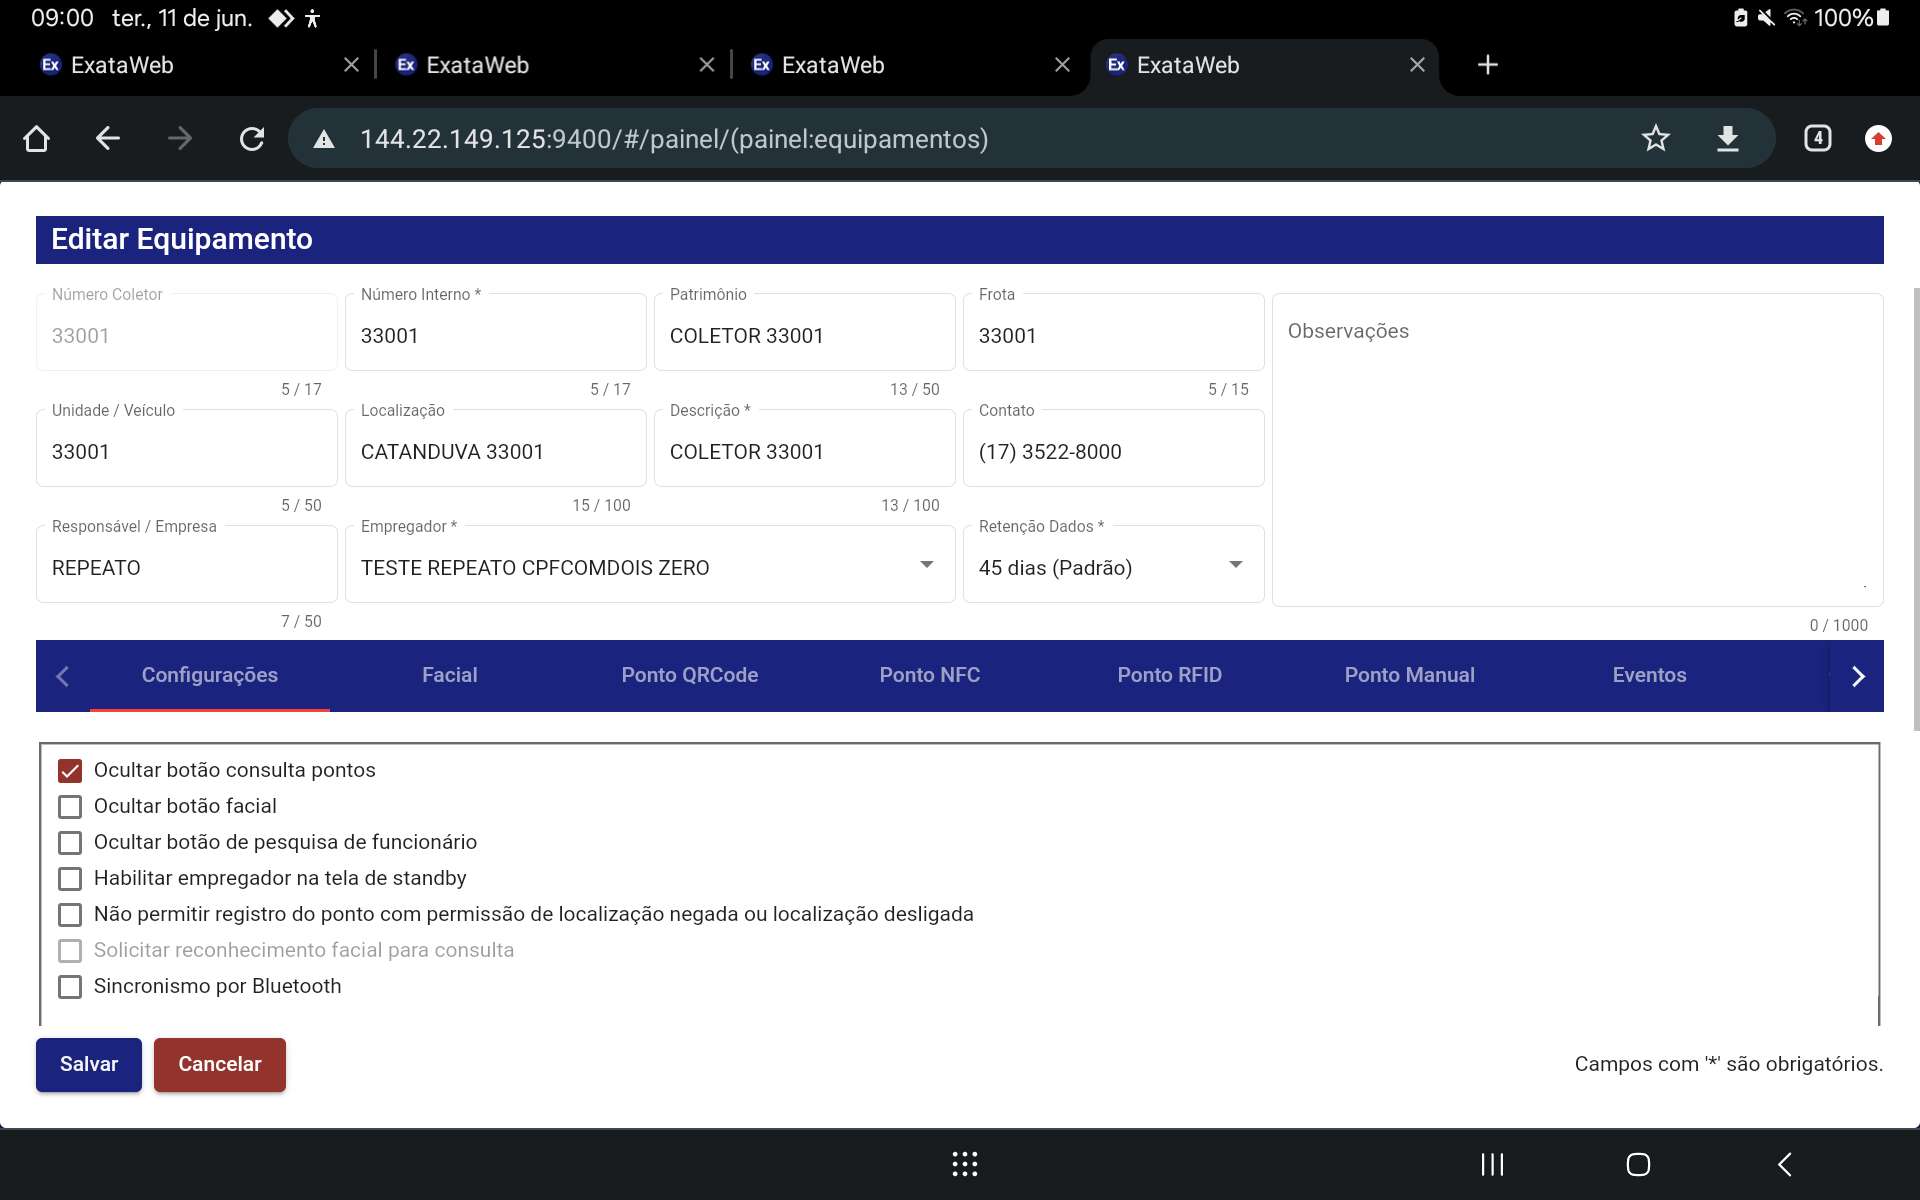 09:00 ter., 11 de jun. 100%
Ex ExataWeb Ex ExataWeb Ex ExataWeb Ex ExataWeb
144.22.149.125:9400/#/painel/(painel:equipamentos) 4
Editar Equipamento
Número Coletor Número Interno * Patrimônio Frota
33001 33001 COLETOR 33001 33001 Observações
5 / 17 5 / 17 13 / 50 5 / 15
Unidade / Veículo Localização Descrição * Contato
33001 CATANDUVA 33001 COLETOR 33001 (17) 3522-8000
5 / 50 15 / 100 13 / 100
Responsável / Empresa Empregador * Retenção Dados *
REPEATO TESTE REPEATO CPFCOMDOIS ZERO 45 dias (Padrão)
7 / 50 0 / 1000
Configurações Facial Ponto QRCode Ponto NFC Ponto RFID Ponto Manual Eventos
Ocultar botão consulta pontos
Ocultar botão facial
Ocultar botão de pesquisa de funcionário
Habilitar empregador na tela de standby
Não permitir registro do ponto com permissão de localização negada ou localização desligada
Solicitar reconhecimento facial para consulta
Sincronismo por Bluetooth
Salvar Cancelar Campos com '*' são obrigatórios.